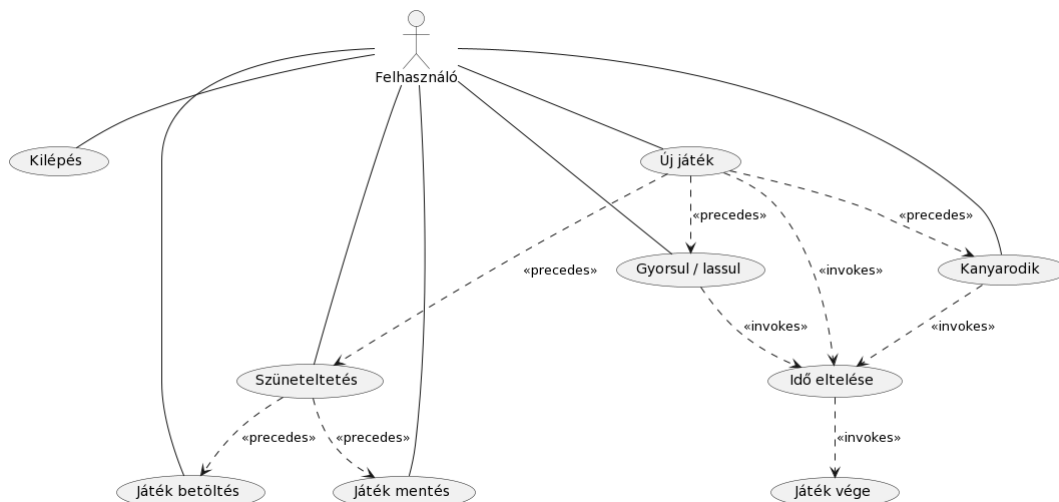 Felhasználó
Kilépés
Új játék
«precedes»
«precedes»
«precedes»
Gyorsul / lassul
«invokes»
Kanyarodik
«invokes»
«invokes»
Szüneteltetés
Idő eltelése
«precedes»
«precedes»
«invokes»
Játék betöltés
Játék mentés
Játék vége